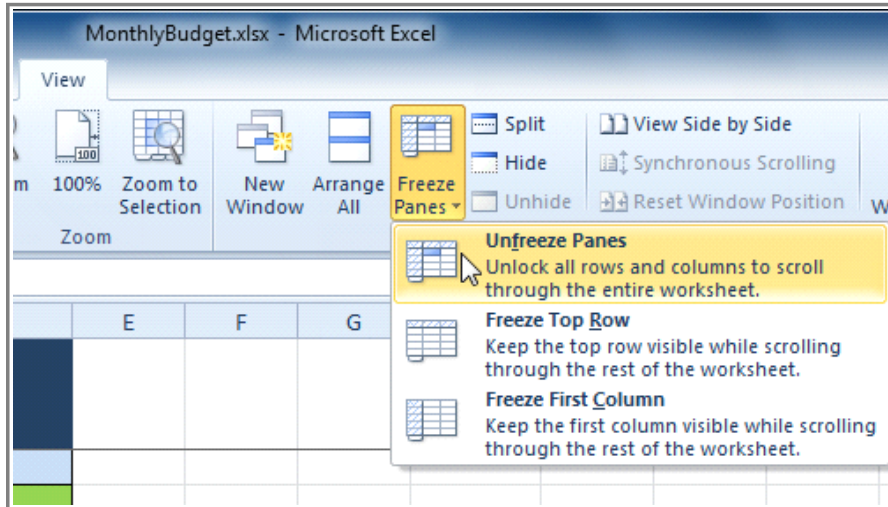 MonthlyBudget.xlsx - Microsoft Excel
View
100
Split
View Side by Side
Hide
Synchronous Scrolling
m 100% Zoom to New Arrange Freeze
Selection Window All Panes
Unhide
Reset Window Position
W
Zoom
Unfreeze Panes
Unlock all rows and columns to scroll
through the entire worksheet.
E F G
Freeze Top Row
Keep the top row visible while scrolling
through the rest of the worksheet.
Freeze First Column
Keep the first column visible while scrolling
through the rest of the worksheet.